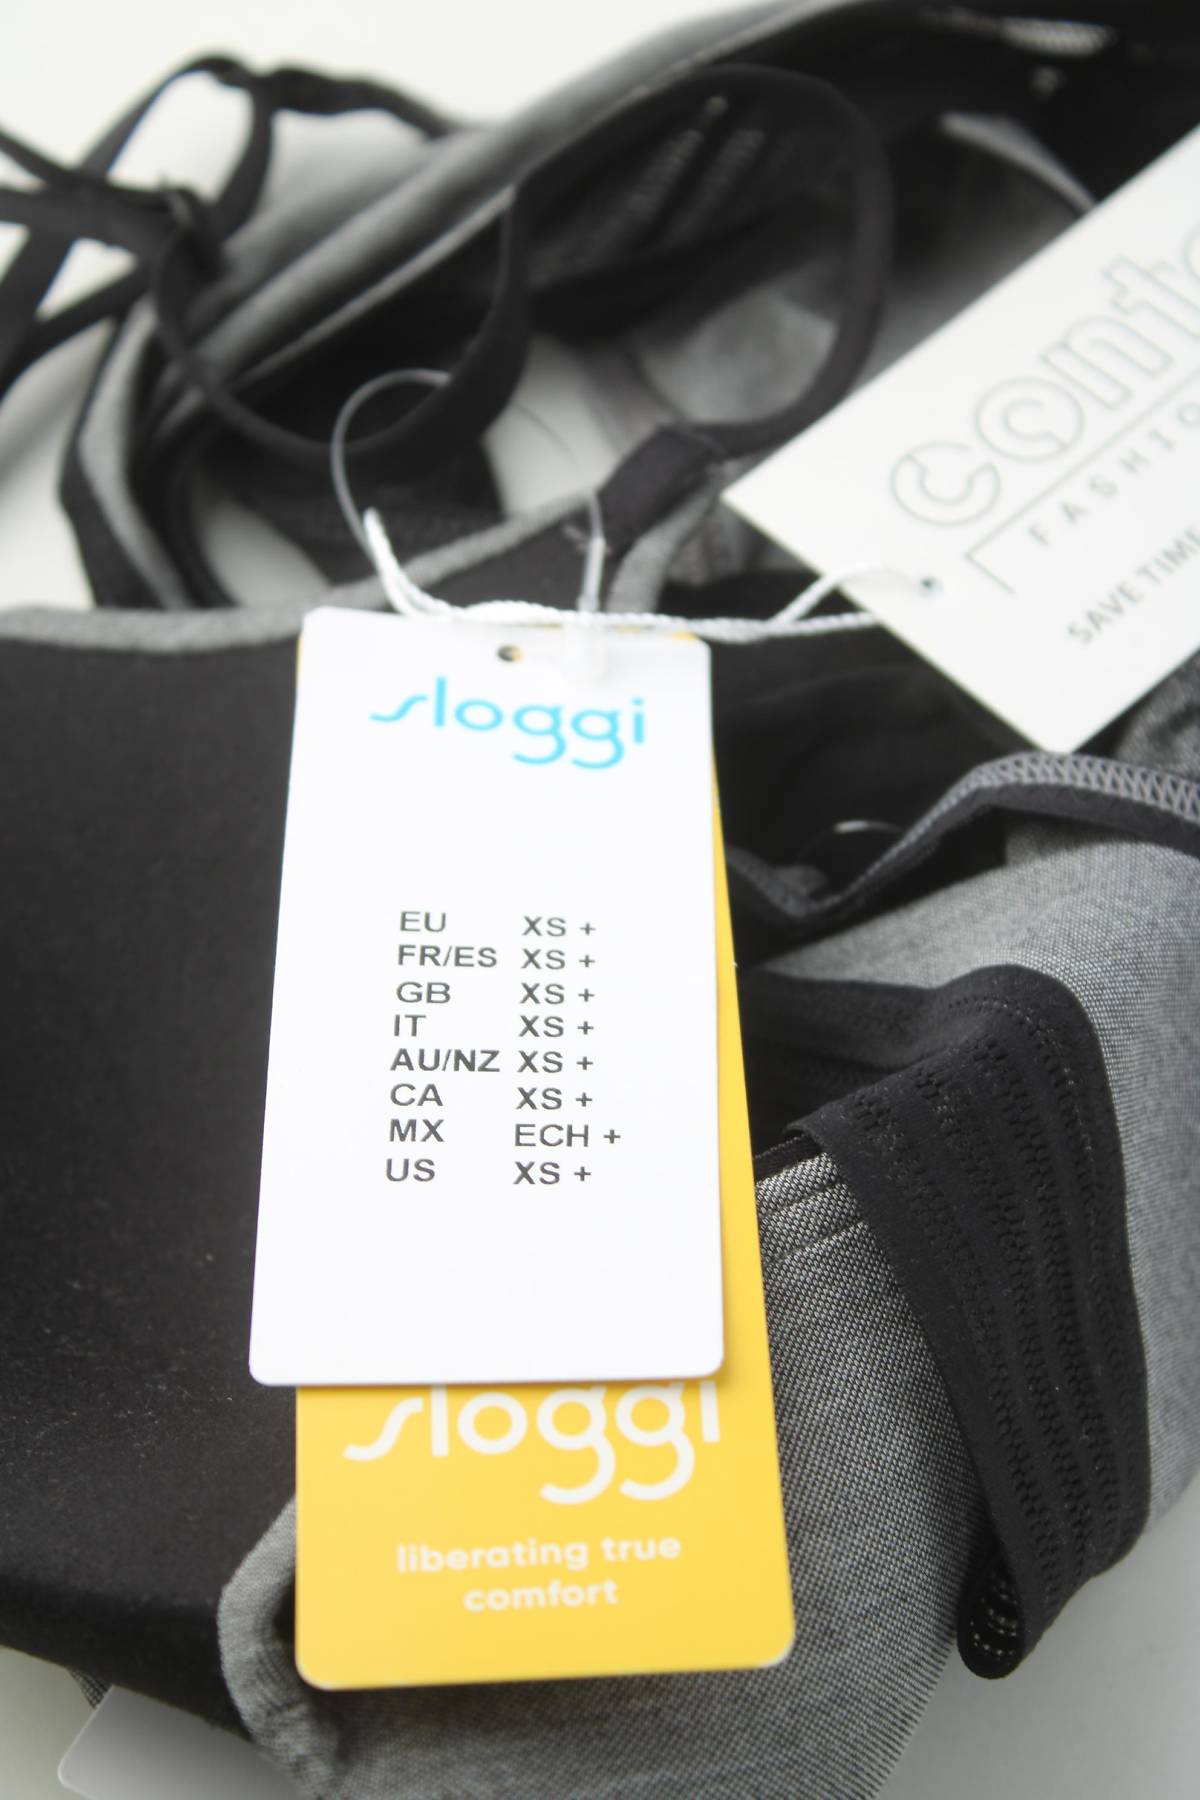 FASHIO
SAVE TIME
sloggi
EU XS +
FR/ES XS +
GB XS +
IT XS +
AU/NZ XS +
CA XS +
MX ECH +
US XS +
sloggi
liberating true
comfort